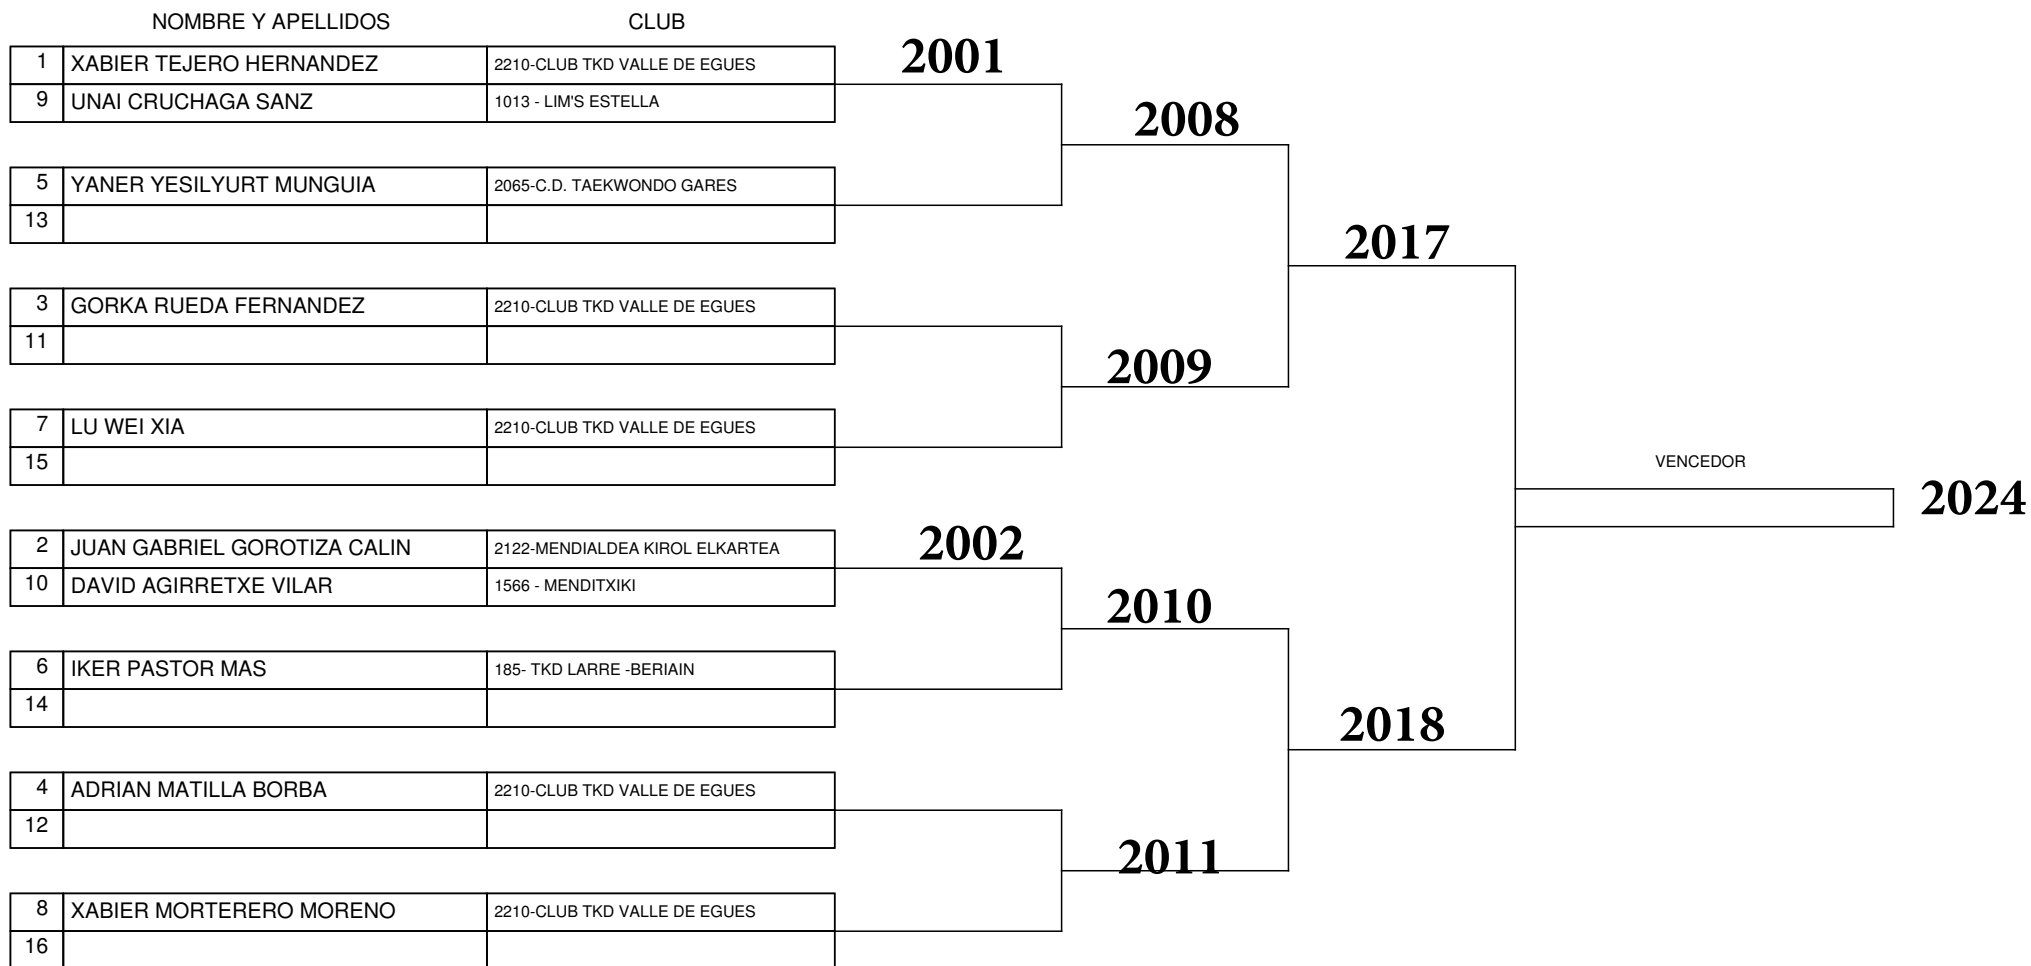 NOMBRE Y APELLIDOS CLUB
1 XABIER TEJERO HERNANDEZ 2210-CLUB TKD VALLE DE EGUES 2001
9 UNAI CRUCHAGA SANZ 1013 - LIM'S ESTELLA
2008
5 YANER YESILYURT MUNGUIA 2065-C.D. TAEKWONDO GARES
13
2017
3 GORKA RUEDA FERNANDEZ 2210-CLUB TKD VALLE DE EGUES
11
2009
7 LU WEI XIA 2210-CLUB TKD VALLE DE EGUES
15
VENCEDOR
2024
2 JUAN GABRIEL GOROTIZA CALIN 2122-MENDIALDEA KIROL ELKARTEA 2002
10 DAVID AGIRRETXE VILAR 1566 - MENDITXIKI
2010
6 IKER PASTOR MAS 185- TKD LARRE -BERIAIN
14
2018
4 ADRIAN MATILLA BORBA 2210-CLUB TKD VALLE DE EGUES
12
2011
8 XABIER MORTERERO MORENO 2210-CLUB TKD VALLE DE EGUES
16